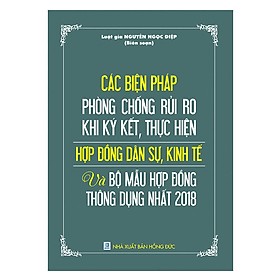 Luật gia NGUYỄN NGỌC ĐIỆP
(Biên soạn)
CÁC BIỆN PHÁP
PHÒNG CHỐNG RỦI RO
KHI KÝ KẾT, THỰC HIỆN
HỢP ĐỒNG DÂN SỰ, KINH TẾ
Và BỘ MẪU HỢP ĐỒNG
THÔNG DỤNG NHẤT 2018
NHÀ XUẤT BẢN HỒNG ĐỨC